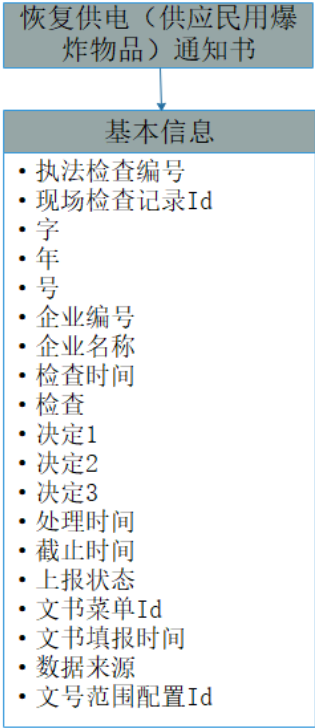 恢复供电（供应民用爆
炸物品）通知书
基本信息
• 执法检查编号
• 现场检查记录Id
• 字
• 年
• 号
• 企业编号
• 企业名称
• 检查时间
• 检查
• 决定1
• 决定2
• 决定3
• 处理时间
• 截止时间
• 上报状态
• 文书菜单Id
• 文书填报时间
• 数据来源
• 文号范围配置Id